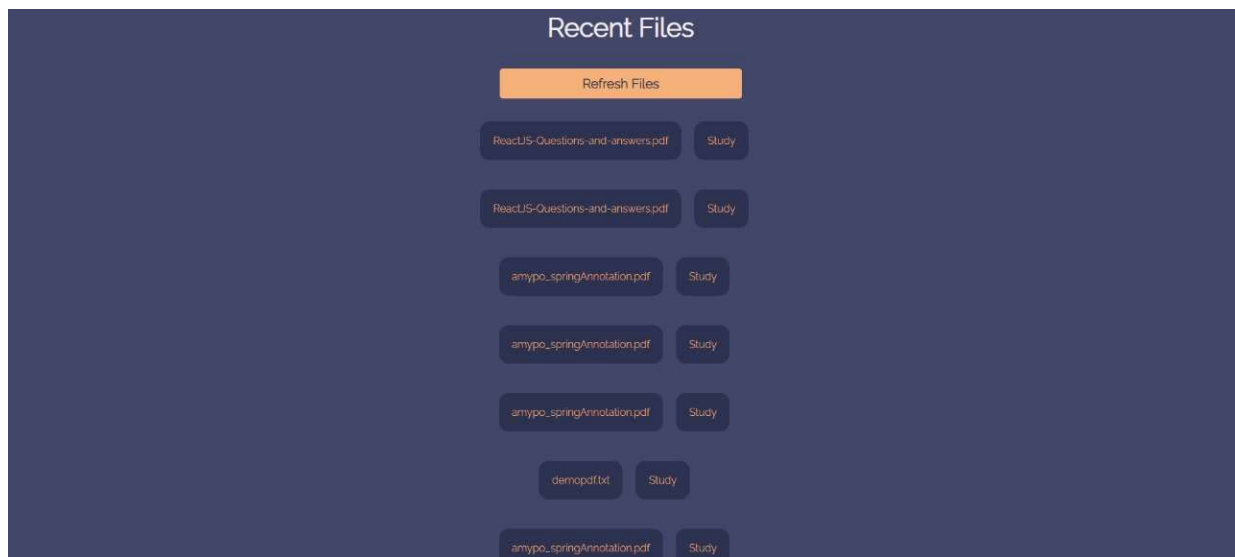 Recent Files
Refresh Files
ReactJS-Questions-and-answers.pdf Study
ReactJS-Questions-and-answers.pdf Study
amypo_springAnnotation.pdf Study
amypo_springAnnotation.pdf Study
amypo_springAnnotation.pdf Study
demopdf.txt Study
amypo_springAnnotation.pdf Study